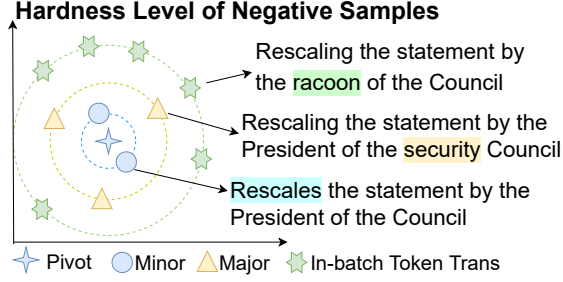 Hardness Level of Negative Samples
Rescaling the statement by
the racoon of the Council
Rescaling the statement by the
President of the security Council
Rescales the statement by the
President of the Council
Pivot Minor Major In-batch Token Trans